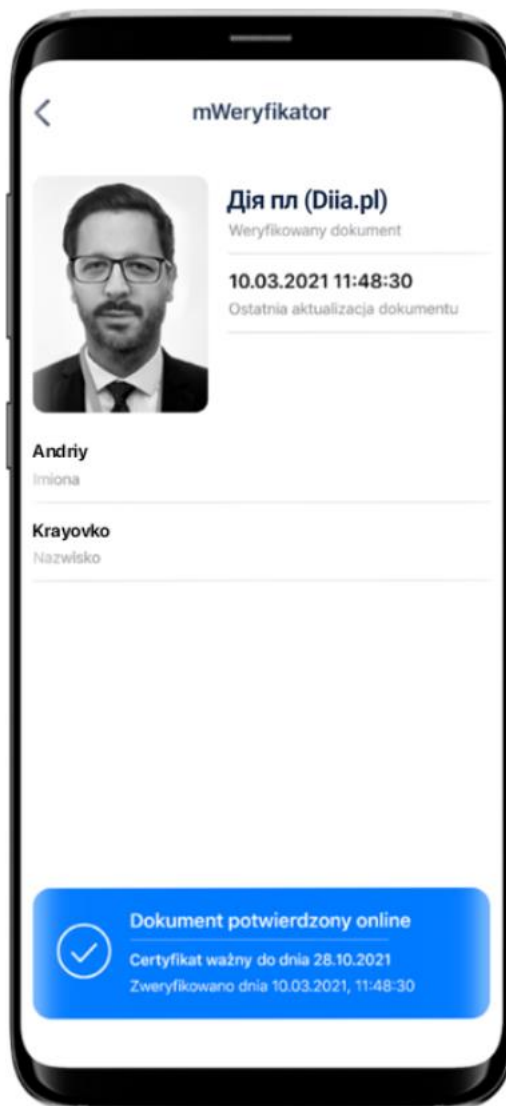 mWeryfikator
Дія пл (Diia.pl)
Weryfikowany dokument
10.03.2021 11:48:30
Ostatnia aktualizacja dokumentu
Andriy
Imiona
Krayovko
Nazwisko
Dokument potwierdzony online
Certyfikat ważny do dnia 28.10.2021
Zweryfikowano dnia 10.03.2021, 11:48:30